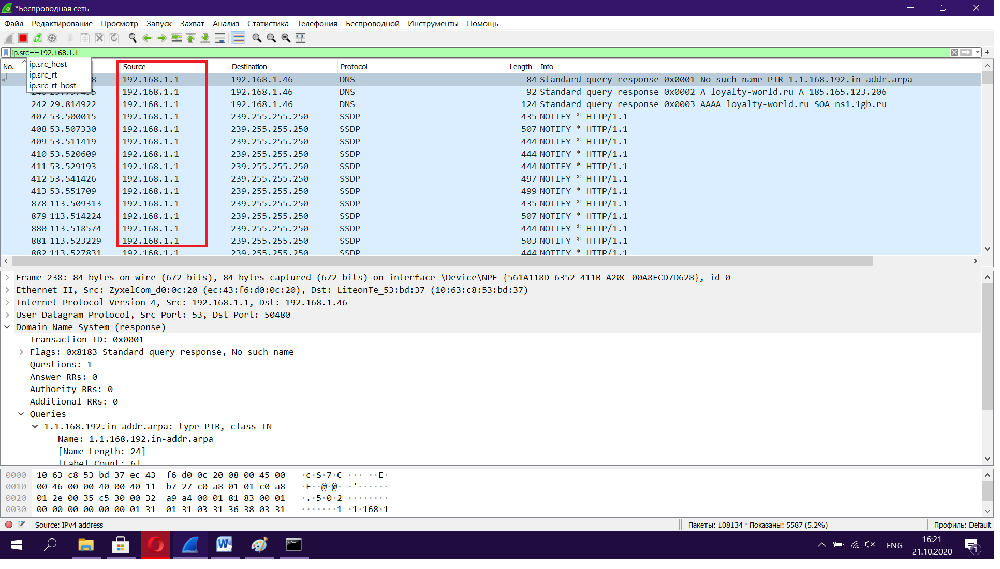 *Беспроводная сеть
Файл Редактирование Просмотр Запуск Захват Анализ Статистика Телефония Беспроводной Инструменты Помощь
ip.src==192.168.1.1
ip.src_host
ip.src_rt
ip.src_rt_host
No. Source Destination Protocol Length Info
8 192.168.1.1 192.168.1.46 DNS 84 Standard query response 0x0001 No such name PTR 1.1.168.192.in-addr.arpa
192.168.1.1 192.168.1.46 DNS 92 Standard query response 0x0002 A loyalty-world.ru A 185.165.123.206
242 29.814922 192.168.1.1 192.168.1.46 DNS 124 Standard query response 0x0003 AAAA loyalty-world.ru SOA ns1.1gb.ru
407 53.500015 192.168.1.1 239.255.255.250 SSDP 435 NOTIFY * HTTP/1.1
408 53.507330 192.168.1.1 239.255.255.250 SSDP 507 NOTIFY * HTTP/1.1
409 53.511419 192.168.1.1 239.255.255.250 SSDP 444 NOTIFY * HTTP/1.1
410 53.520609 192.168.1.1 239.255.255.250 SSDP 444 NOTIFY * HTTP/1.1
411 53.529193 192.168.1.1 239.255.255.250 SSDP 444 NOTIFY * HTTP/1.1
412 53.541426 192.168.1.1 239.255.255.250 SSDP 497 NOTIFY * HTTP/1.1
413 53.551709 192.168.1.1 239.255.255.250 SSDP 499 NOTIFY * HTTP/1.1
878 113.509313 192.168.1.1 239.255.255.250 SSDP 435 NOTIFY * HTTP/1.1
879 113.514224 192.168.1.1 239.255.255.250 SSDP 507 NOTIFY * HTTP/1.1
880 113.518574 192.168.1.1 239.255.255.250 SSDP 444 NOTIFY * HTTP/1.1
881 113.523229 192.168.1.1 239.255.255.250 SSDP 503 NOTIFY * HTTP/1.1
882 113.527831 192.168.1.1 239.255.255.250 SSDP 444 NOTIFY * HTTP/1.1
Frame 238: 84 bytes on wire (672 bits), 84 bytes captured (672 bits) on interface \Device\NPF_{561A118D-6352-411B-A20C-00A8FCD7D628}, id 0
Ethernet II, Src: ZyxelCom_d0:0c:20 (ec:43:f6:d0:0c:20), Dst: LiteonTe_53:bd:37 (10:63:c8:53:bd:37)
Internet Protocol Version 4, Src: 192.168.1.1, Dst: 192.168.1.46
User Datagram Protocol, Src Port: 53, Dst Port: 50480
Domain Name System (response)
Transaction ID: 0x0001
Flags: 0x8183 Standard query response, No such name
Questions: 1
Answer RRs: 0
Authority RRs: 0
Additional RRs: 0
Queries
1.1.168.192.in-addr.arpa: type PTR, class IN
Name: 1.1.168.192.in-addr.arpa
[Name Length: 24]
[Label Count: 6]
0000 10 63 c8 53 bd 37 ec 43 f6 d0 0c 20 08 00 45 00 ·c·S·7·C ··· ··E·
0010 00 46 00 00 40 00 40 11 b7 27 c0 a8 01 01 c0 a8 ·F··@·@· ·'······
0020 01 2e 00 35 c5 30 00 32 a9 a4 00 01 81 83 00 01 ·.·5·0·2 ········
0030 00 00 00 00 00 00 01 31 01 31 03 31 36 38 03 31 ·······1 ·1·168·1
Source: IPv4 address Пакеты: 108134 · Показаны: 5587 (5.2%) Профиль: Default
ENG 16:21
21.10.2020
1